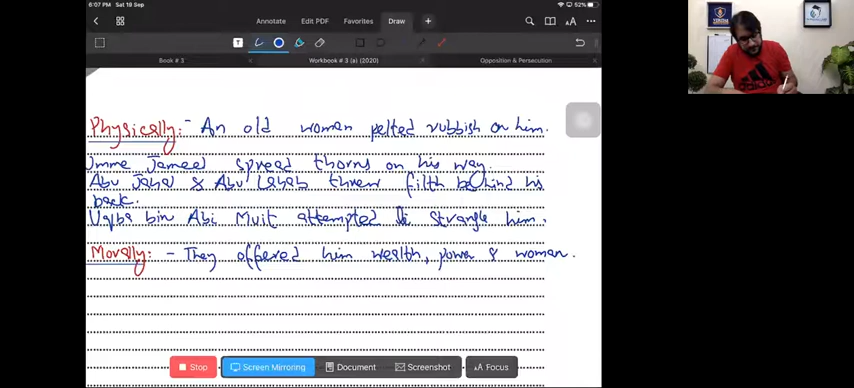 6:07 PM Sat 19 Sep
52%
Annotate Edit PDF Favorites Draw
AA
T
Book # 3 Workbook # 3 (a) (2020) Opposition & Persecution
Physically:- An old woman pelted rubbish on him.
Umme Jameel spread thorns on his way.
Abu Jahal & Abu Lahab threw filth behind his
back.
Uqba bin Abi Muit attempted to strangle him.
Morally:- They offered him wealth, power & woman.
Stop Screen Mirroring Document Screenshot AA Focus